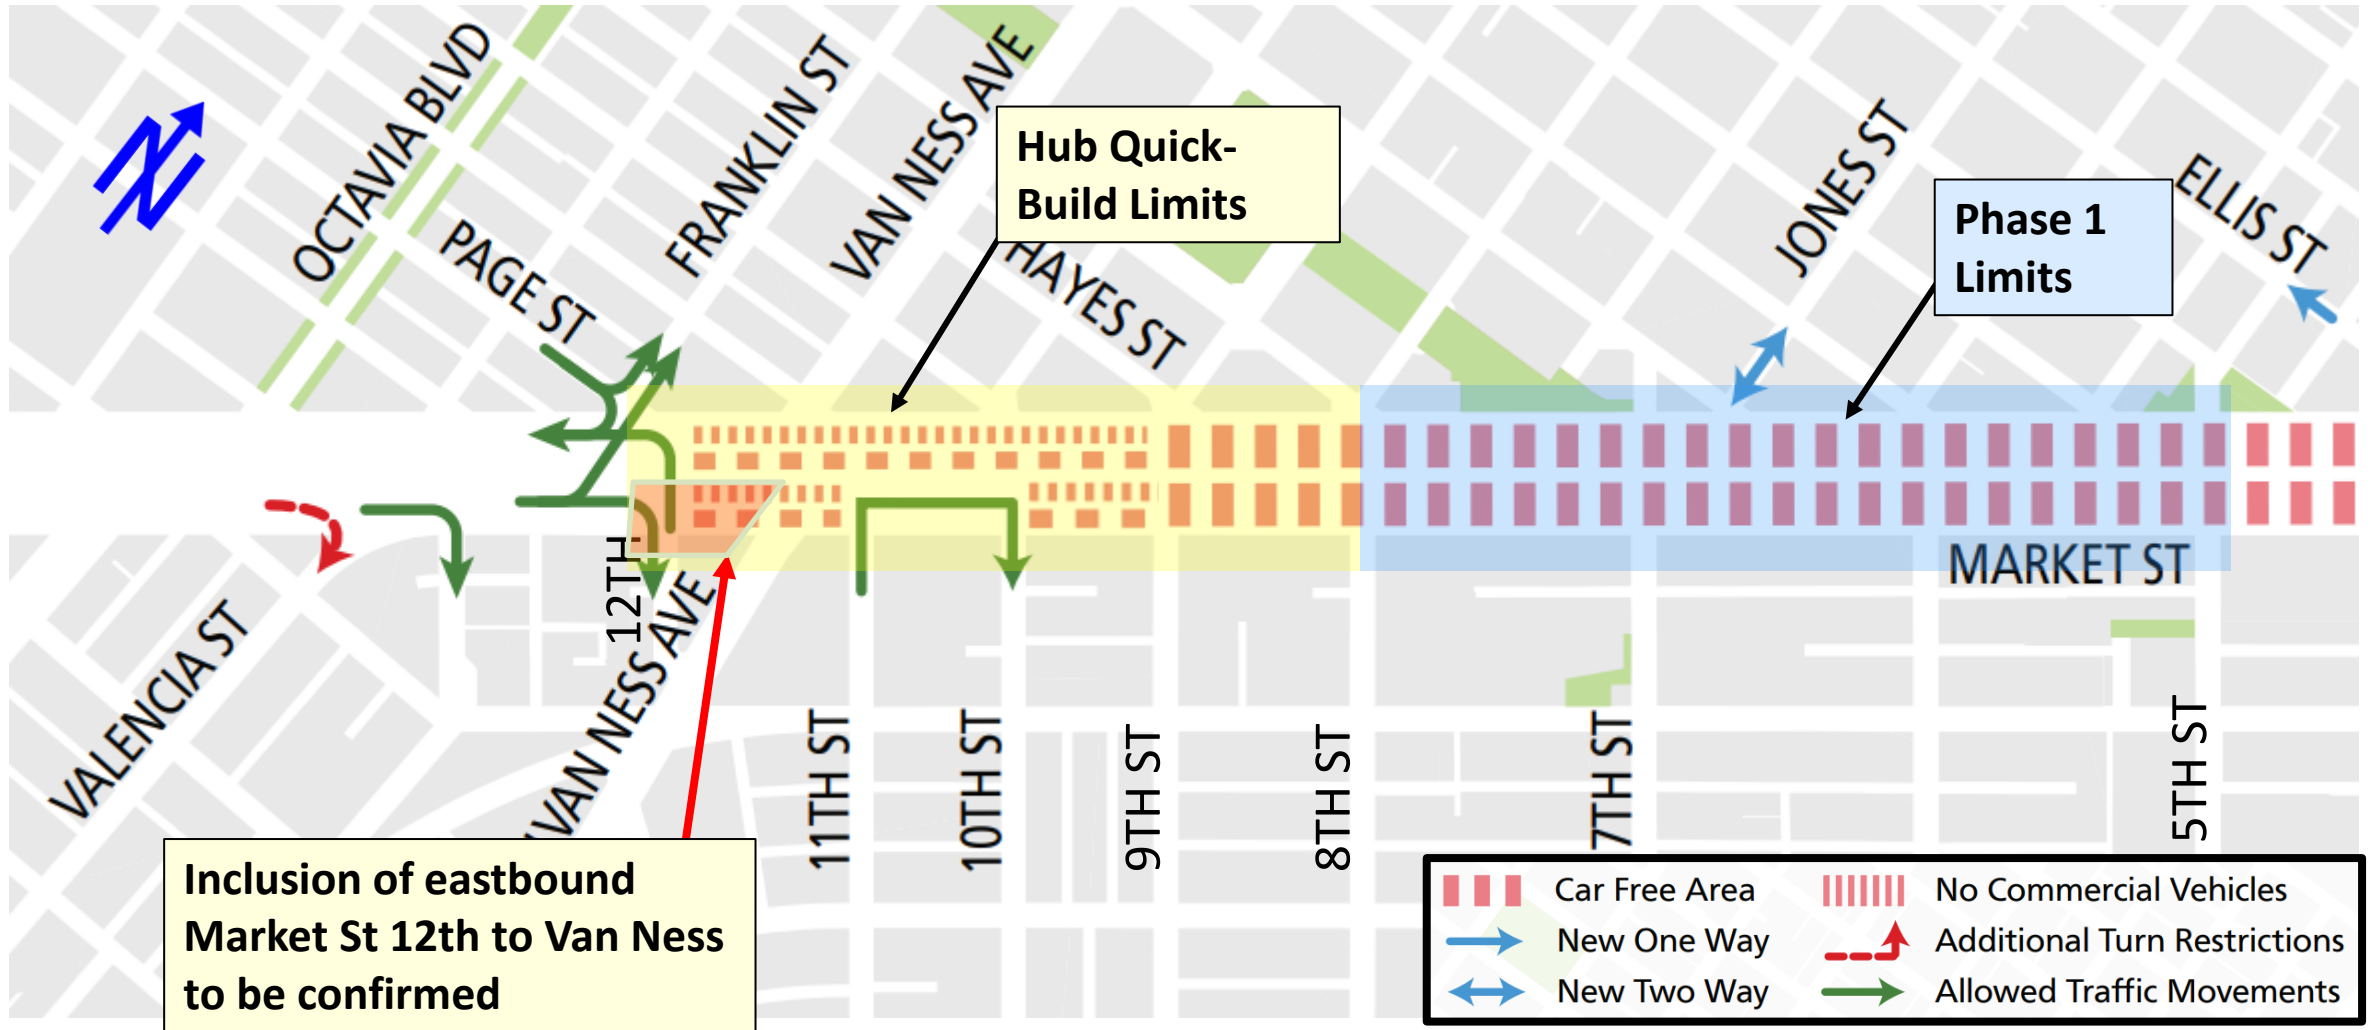 OCTAVIA BLVD
PAGE ST
FRANKLIN ST
VAN NESS AVE
Hub Quick-
Build Limits
HAYES ST
JONES ST
Phase 1
Limits
ELLIS ST
MARKET ST
VALENCIA ST
12TH
VAN NESS AVE
11TH ST
10TH ST
9TH ST
8TH ST
7TH ST
5TH ST
Inclusion of eastbound
Market St 12th to Van Ness
to be confirmed
Car Free Area
No Commercial Vehicles
New One Way
Additional Turn Restrictions
New Two Way
Allowed Traffic Movements